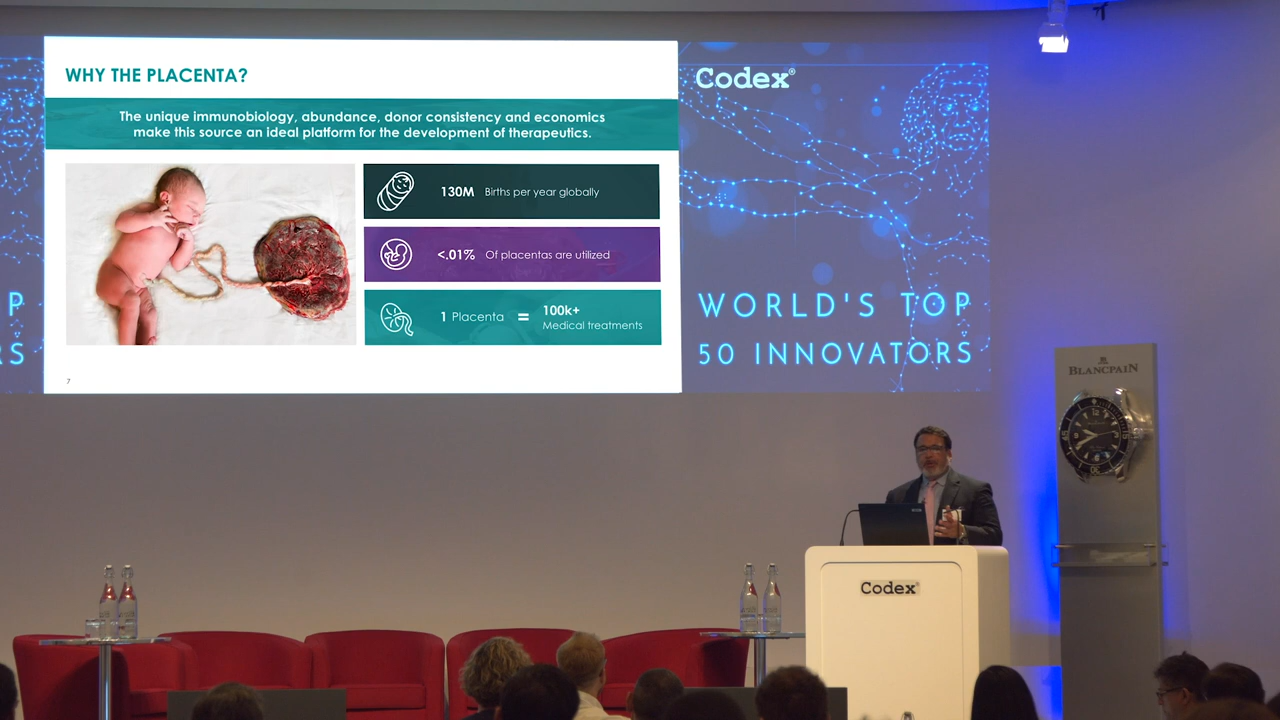 WHY THE PLACENTA?
The unique immunobiology, abundance, donor consistency and economics
make this source an ideal platform for the development of therapeutics.
130M Births per year globally
<.01% Of placentas are utilized
1 Placenta = 100k+
Medical treatments
7
P
RS
Codex®
WORLD'S TOP
50 INNOVATORS
BLANCPAIN
Codex®